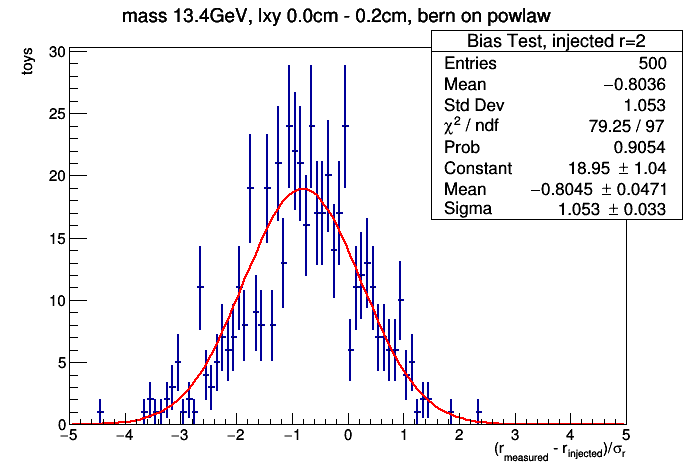 mass 13.4GeV, lxy 0.0cm - 0.2cm, bern on powlaw
Bias Test, injected r=2
Entries 500
Mean −0.8036
Std Dev 1.053
χ² / ndf 79.25 / 97
Prob 0.9054
Constant 18.95 ± 1.04
Mean −0.8045 ± 0.0471
Sigma 1.053 ± 0.033
toys
30
25
20
15
10
5
0
−5 −4 −3 −2 −1 0 1 2 3 4 5
(r_measured - r_injected)/σ_r